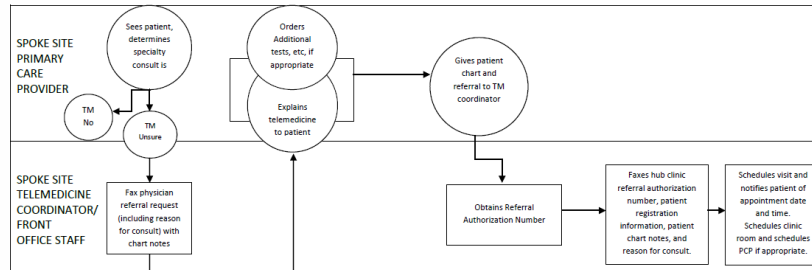 SPOKE SITE
PRIMARY
CARE
PROVIDER
Sees patient,
determines
specialty
consult is
TM
No
TM
Unsure
Orders
Additional
tests, etc, if
appropriate
Explains
telemedicine
to patient
Gives patient
chart and
referral to TM
coordinator
SPOKE SITE
TELEMEDICINE
COORDINATOR/
FRONT
OFFICE STAFF
Fax physician
referral request
(including reason
for consult) with
chart notes
Obtains Referral
Authorization Number
Faxes hub clinic
referral authorization
number, patient
registration
information, patient
chart notes, and
reason for consult.
Schedules visit and
notifies patient of
appointment date
and time.
Schedules clinic
room and schedules
PCP if appropriate.